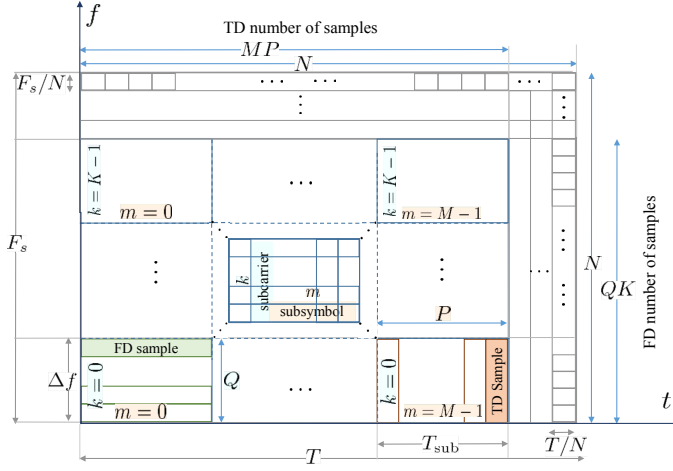 f
TD number of samples
MP
N
F_s/N
... ...
...
k = K − 1
m = 0
...
k = K − 1
m = M − 1
F_s
k
subcarrier
m
subsymbol
...
N
QK
FD number of samples
P
Δf
FD sample
k = 0
m = 0
Q
...
k = 0
m = M − 1
TD Sample
t
T_sub
T/N
T